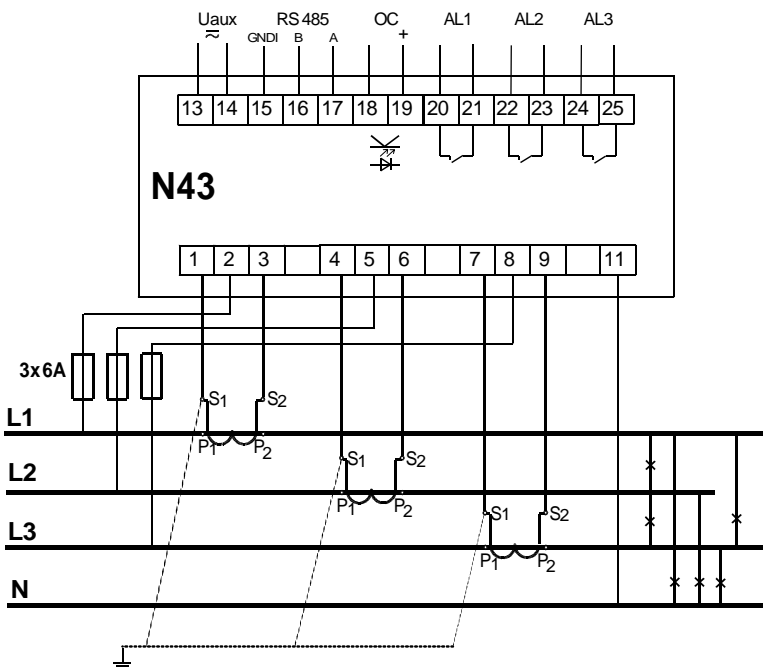 Uaux RS 485 OC AL1 AL2 AL3
GNDI B A +
13 14 15 16 17 18 19 20 21 22 23 24 25
N43
1 2 3 4 5 6 7 8 9 11
3x6A
S1 S2
L1
P1 P2
S1 S2
L2
P1 P2
S1 S2
L3
P1 P2
N